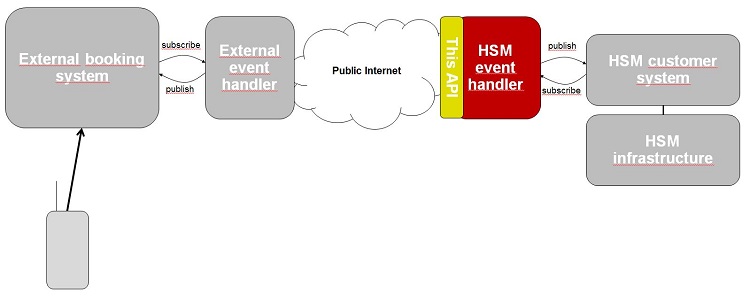 External booking
system
subscribe
publish
External
event
handler
Public Internet
This API
HSM
event
handler
publish
subscribe
HSM customer
system
HSM
infrastructure